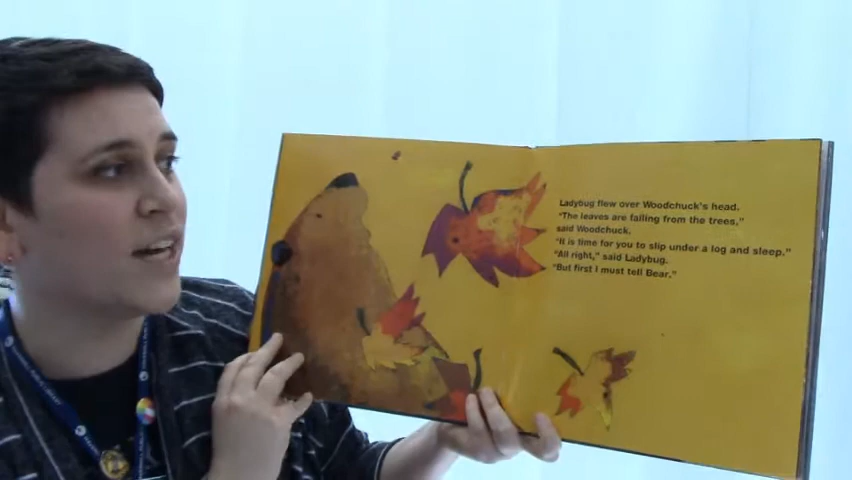 Ladybug flew over Woodchuck's head.
"The leaves are falling from the trees,"
said Woodchuck.
"It is time for you to slip under a log and sleep."
"All right," said Ladybug.
"But first I must tell Bear."